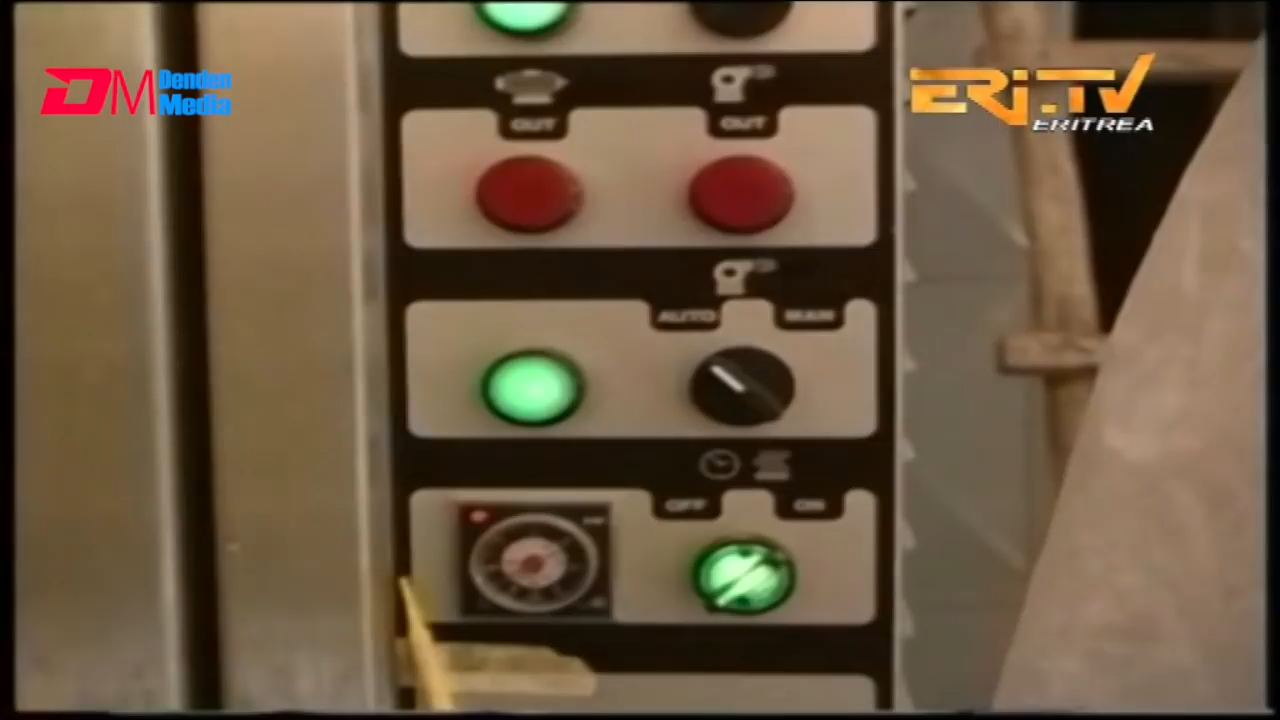 DM Denden Media
ERi.TV
ERITREA
OUT OUT
AUTO MAN
OFF ON